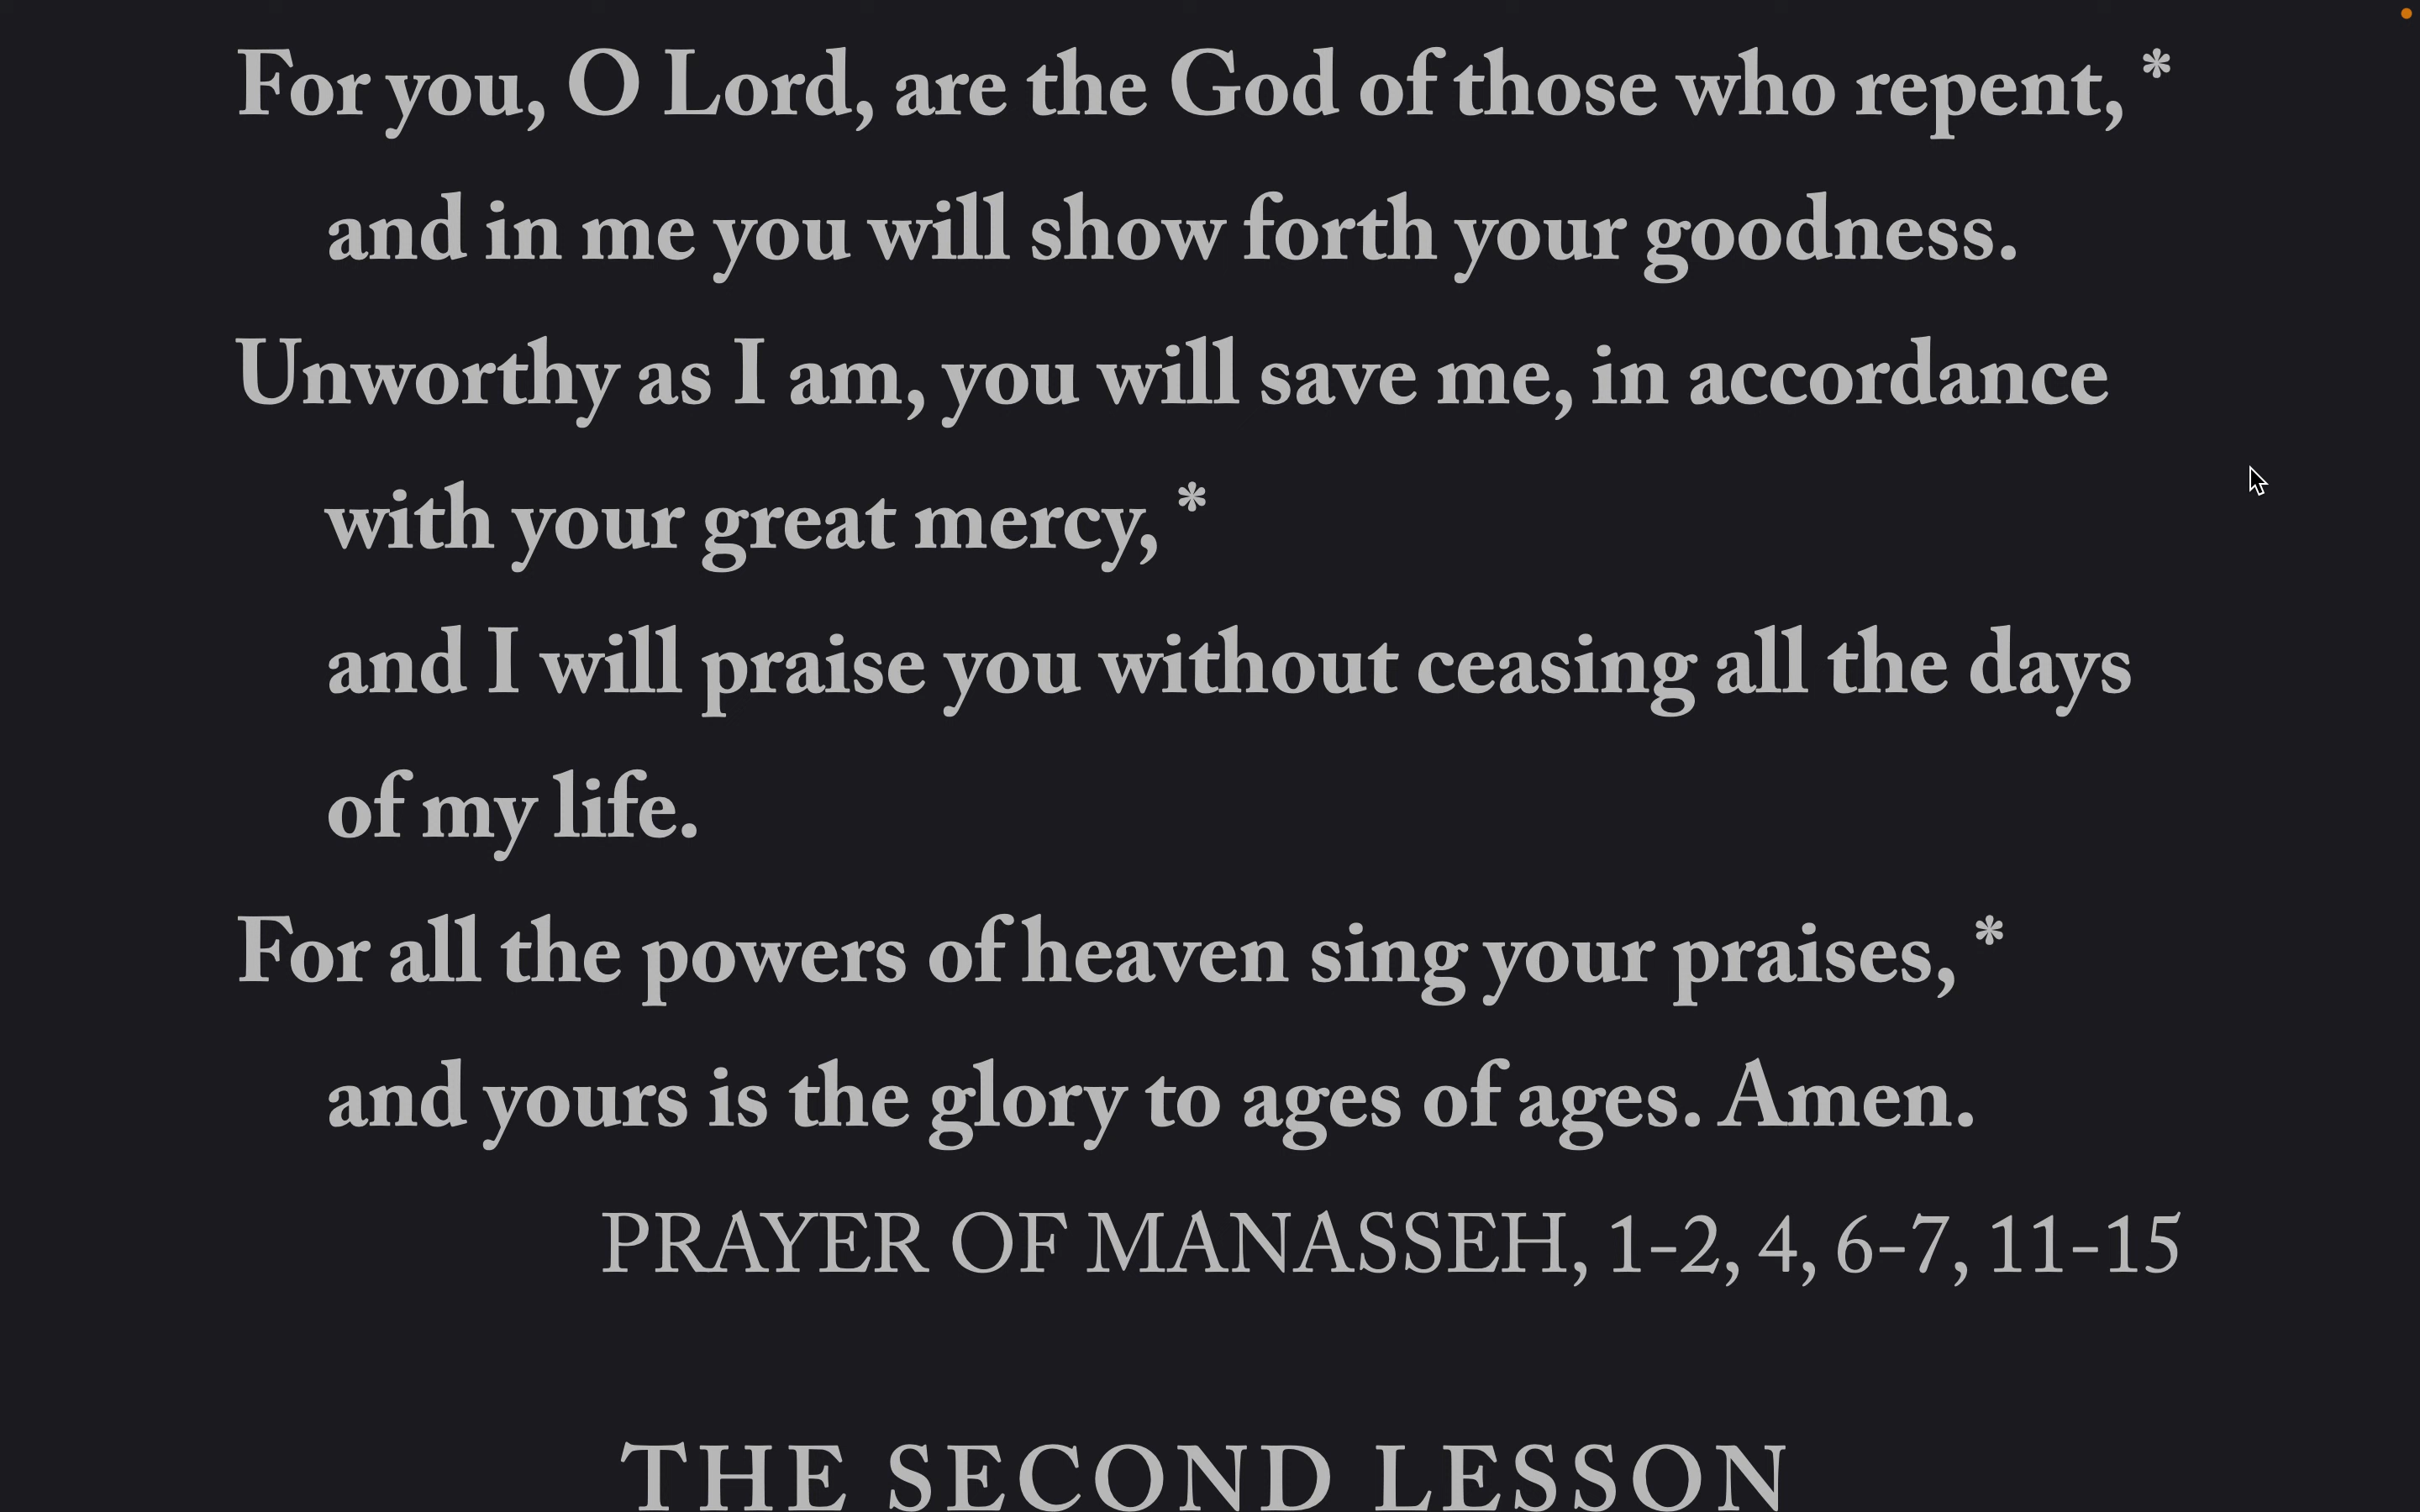 For you, O Lord, are the God of those who repent, *
and in me you will show forth your goodness.
Unworthy as I am, you will save me, in accordance
with your great mercy, *
and I will praise you without ceasing all the days
of my life.
For all the powers of heaven sing your praises, *
and yours is the glory to ages of ages. Amen.
PRAYER OF MANASSEH, 1–2, 4, 6–7, 11–15
THE SECOND LESSON